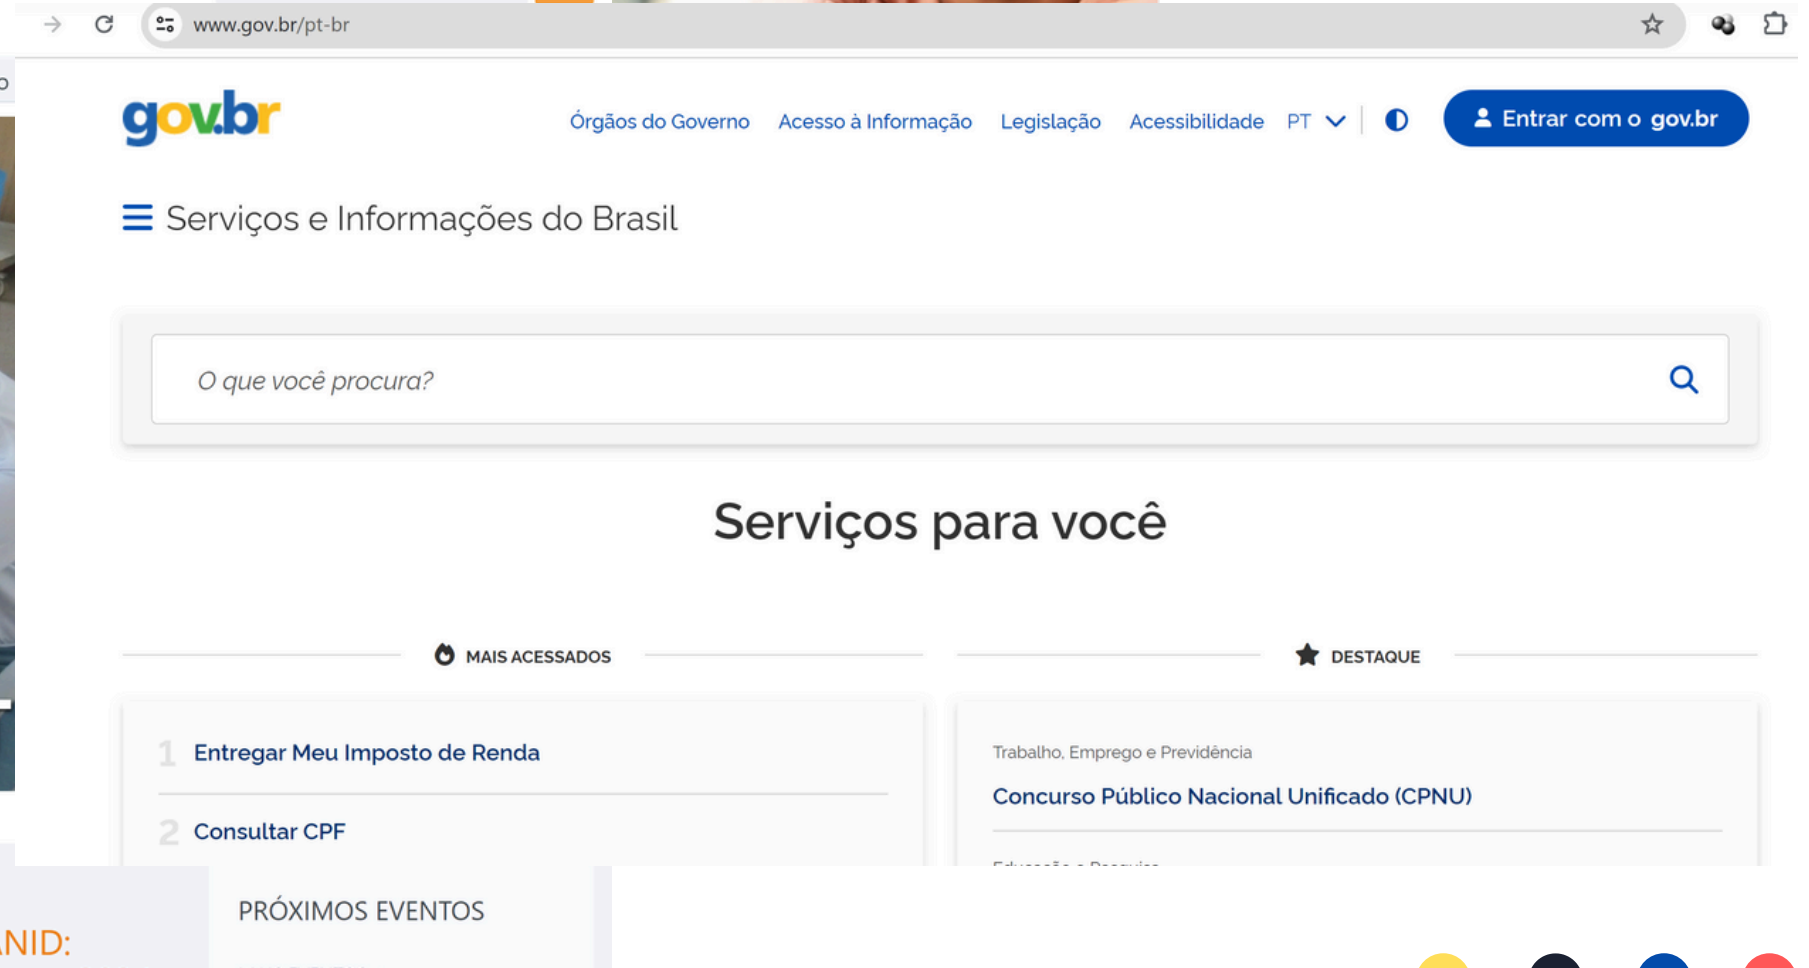 www.gov.br/pt-br
gov.br
Órgãos do Governo Acesso à Informação Legislação Acessibilidade PT
Entrar com o gov.br
Serviços e Informações do Brasil
O que você procura?
Serviços para você
MAIS ACESSADOS
1 Entregar Meu Imposto de Renda
2 Consultar CPF
DESTAQUE
Trabalho, Emprego e Previdência
Concurso Público Nacional Unificado (CPNU)
PRÓXIMOS EVENTOS